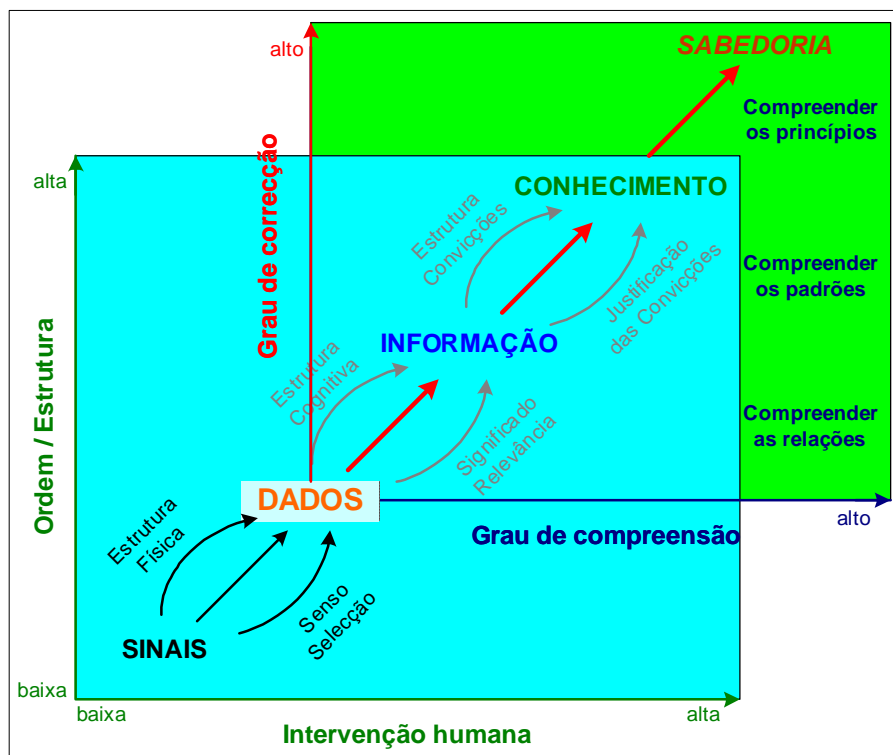 alto
SABEDORIA
Compreender
os princípios
alta
Grau de correcção
CONHECIMENTO
Estrutura
Convicções
Justificação
das Convicções
Compreender
os padrões
INFORMAÇÃO
Estrutura
Cognitiva
Significado
Relevância
Compreender
as relações
Ordem / Estrutura
DADOS
alto
Grau de compreensão
Estrutura
Física
Senso
Selecção
SINAIS
baixa
baixa
alta
Intervenção humana